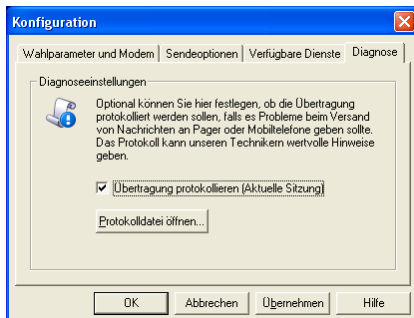 Konfiguration
Wahlparameter und Modem
Sendeoptionen
Verfügbare Dienste
Diagnose
Diagnoseeinstellungen
Optional können Sie hier festlegen, ob die Übertragung
protokolliert werden sollen, falls es Probleme beim Versand
von Nachrichten an Pager oder Mobiltelefone geben sollte.
Das Protokoll kann unseren Technikern wertvolle Hinweise
geben.
Übertragung protokollieren (Aktuelle Sitzung)
Protokolldatei öffnen...
OK
Abbrechen
Übernehmen
Hilfe